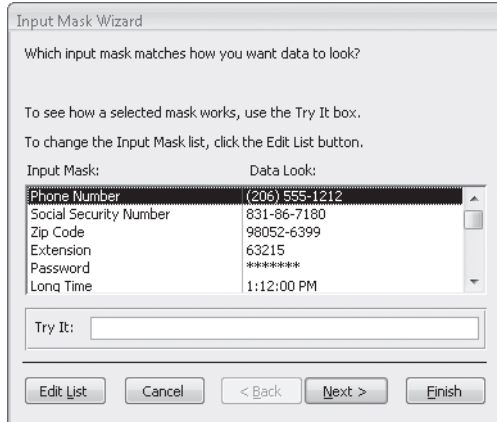 Input Mask Wizard
Which input mask matches how you want data to look?
To see how a selected mask works, use the Try It box.
To change the Input Mask list, click the Edit List button.
Input Mask: Data Look:
Phone Number (206) 555-1212
Social Security Number 831-86-7180
Zip Code 98052-6399
Extension 63215
Password *******
Long Time 1:12:00 PM
Try It:
Edit List Cancel < Back Next > Finish